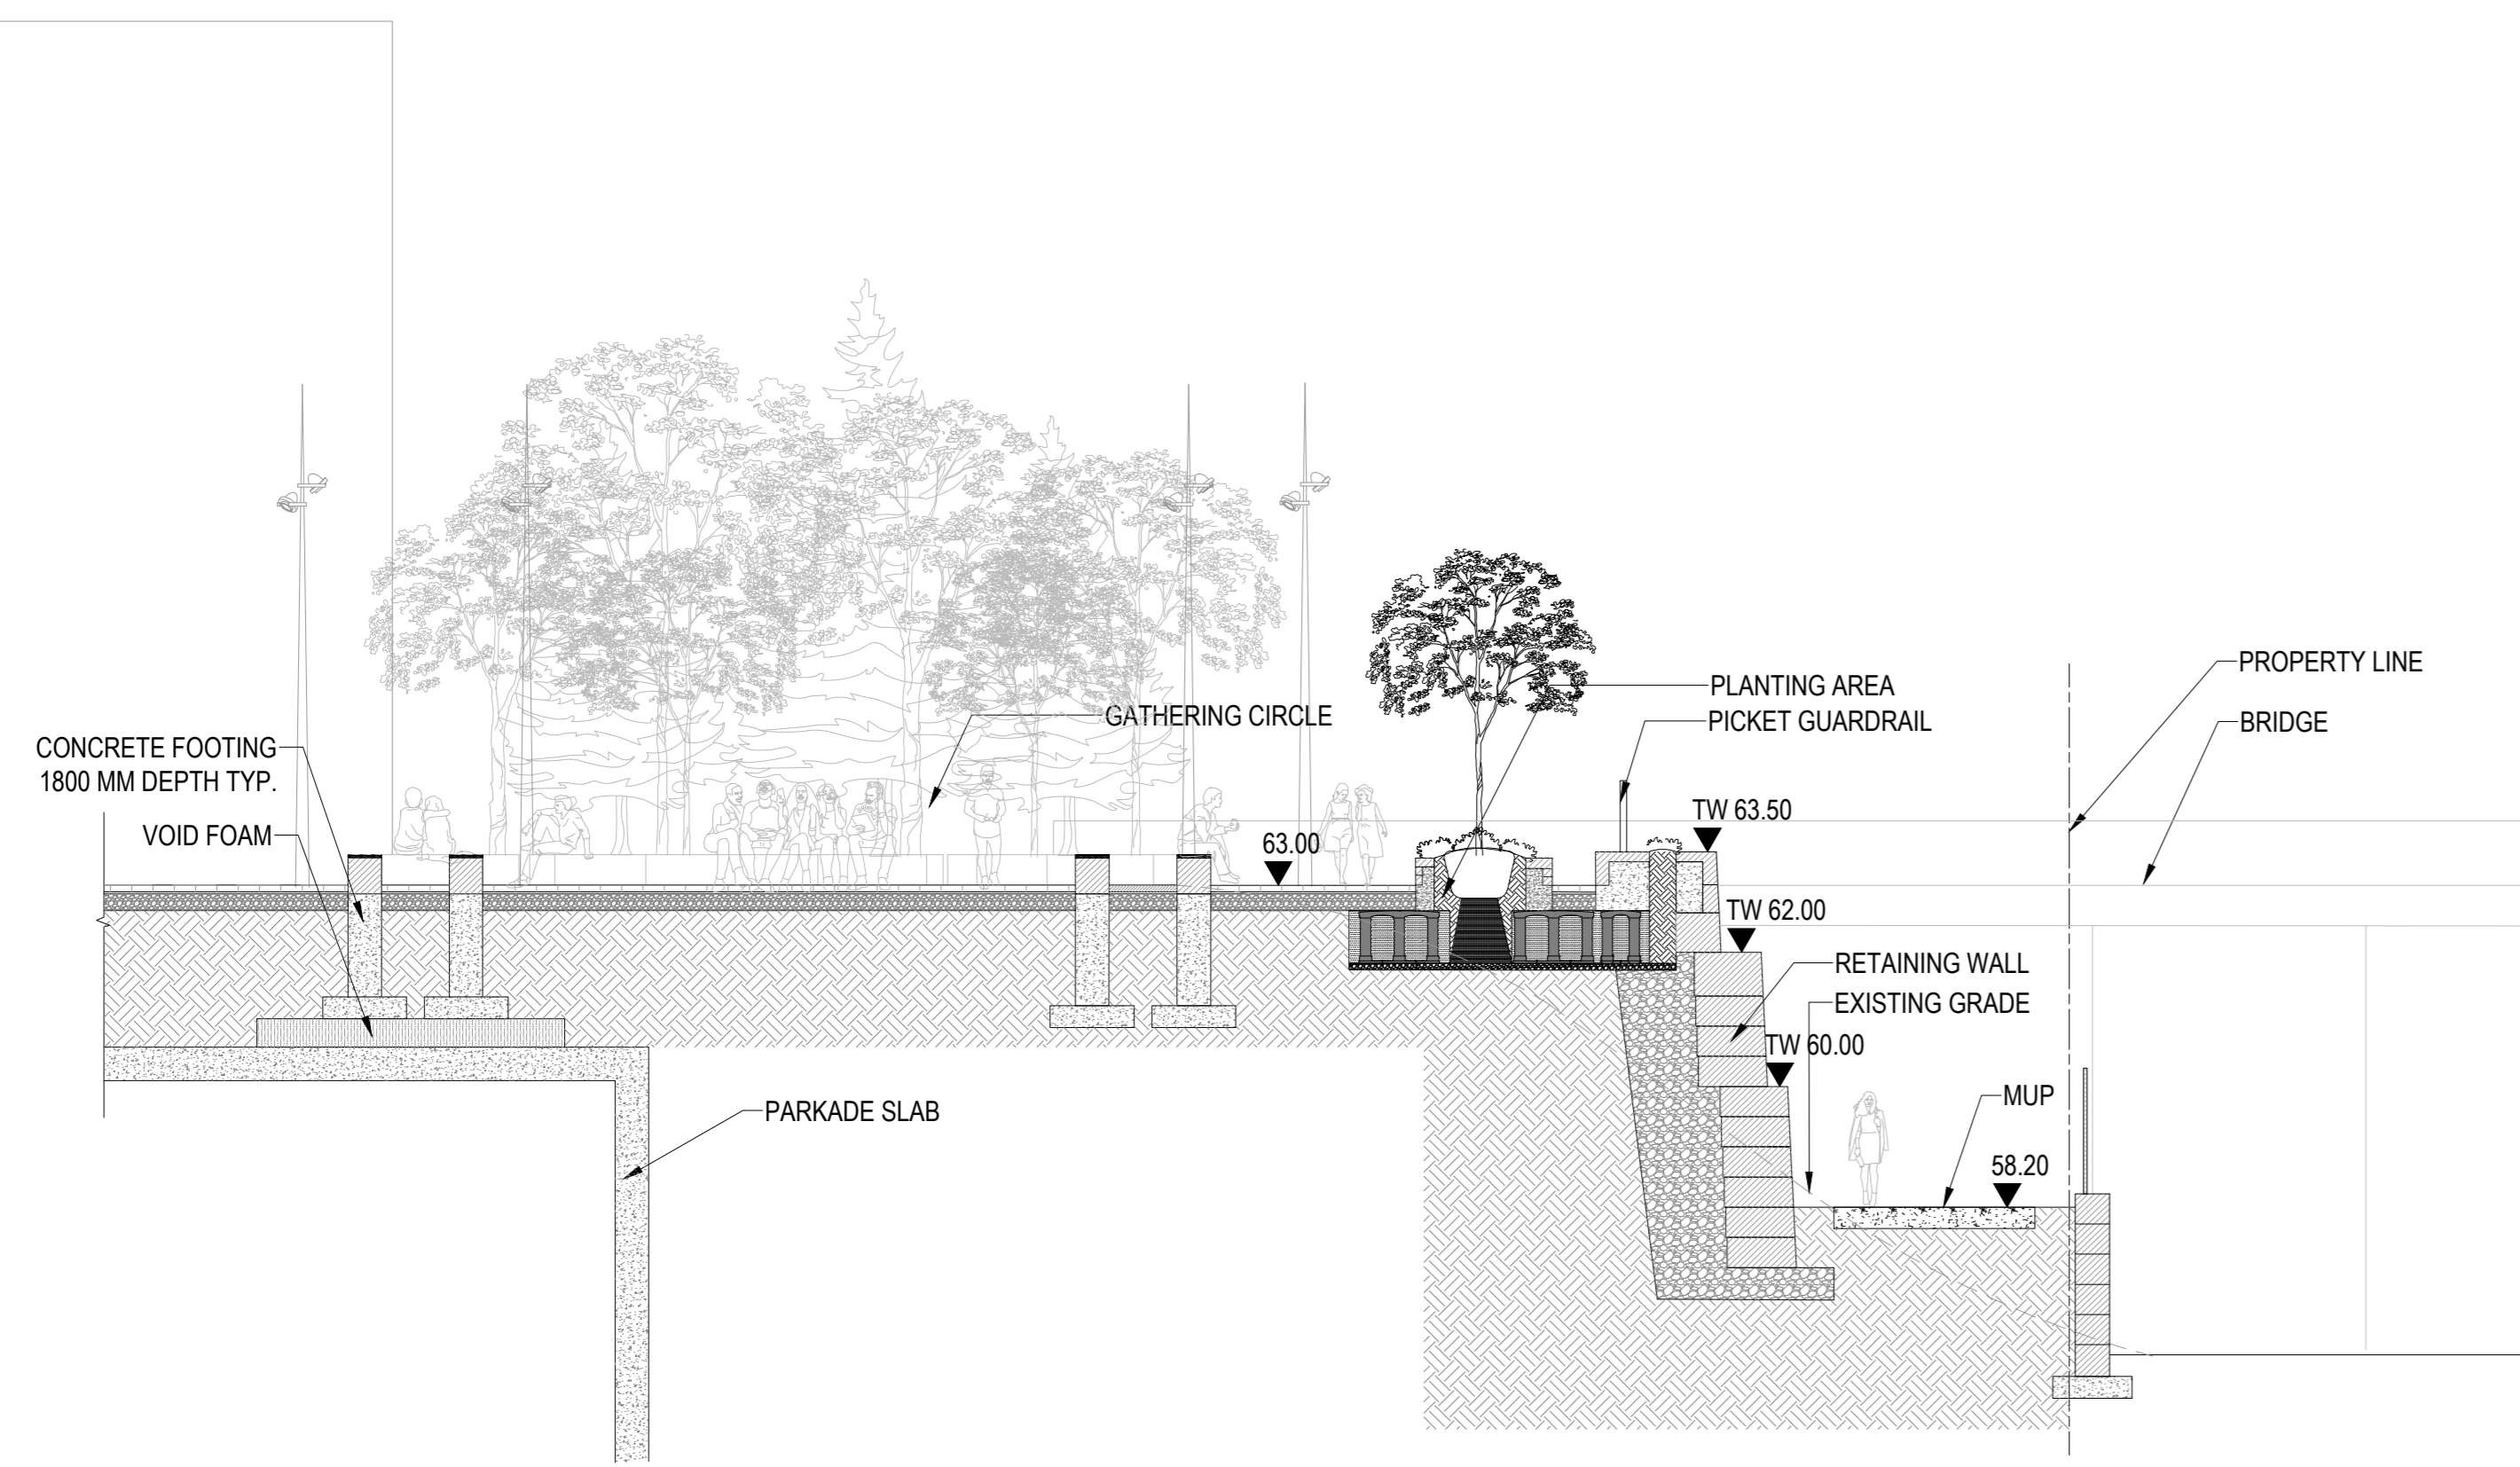 PROPERTY LINE
PLANTING AREA
GATHERING CIRCLE
PICKET GUARDRAIL
BRIDGE
CONCRETE FOOTING
1800 MM DEPTH TYP.
VOID FOAM
TW 63.50
63.00
TW 62.00
RETAINING WALL
EXISTING GRADE
TW 60.00
MUP
PARKADE SLAB
58.20